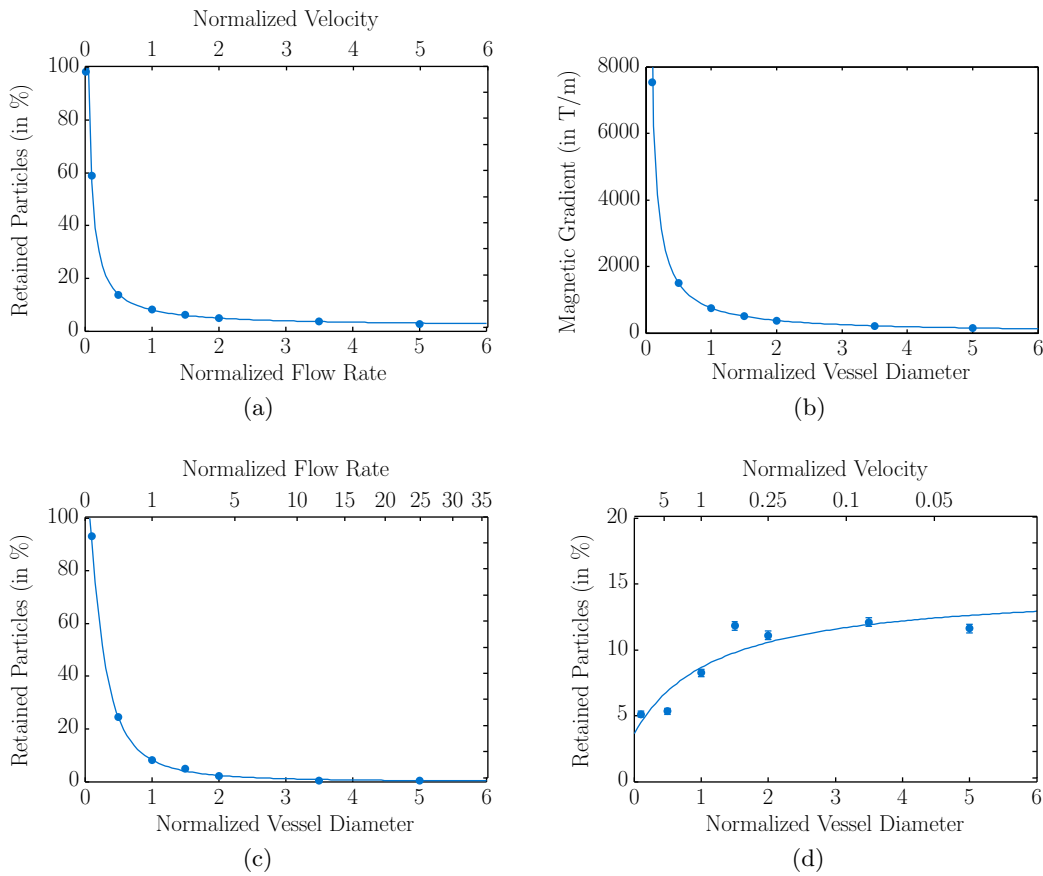 Normalized Velocity
0 1 2 3 4 5 6
100
80
60
40
20
0
Retained Particles (in %)
0 1 2 3 4 5 6
Normalized Flow Rate
(a)
8000
6000
4000
2000
0
Magnetic Gradient (in T/m)
0 1 2 3 4 5 6
Normalized Vessel Diameter
(b)
Normalized Flow Rate
0 1 5 10 15 20 25 30 35
100
80
60
40
20
0
Retained Particles (in %)
0 1 2 3 4 5 6
Normalized Vessel Diameter
(c)
Normalized Velocity
5 1 0.25 0.1 0.05
20
15
10
5
0
Retained Particles (in %)
0 1 2 3 4 5 6
Normalized Vessel Diameter
(d)